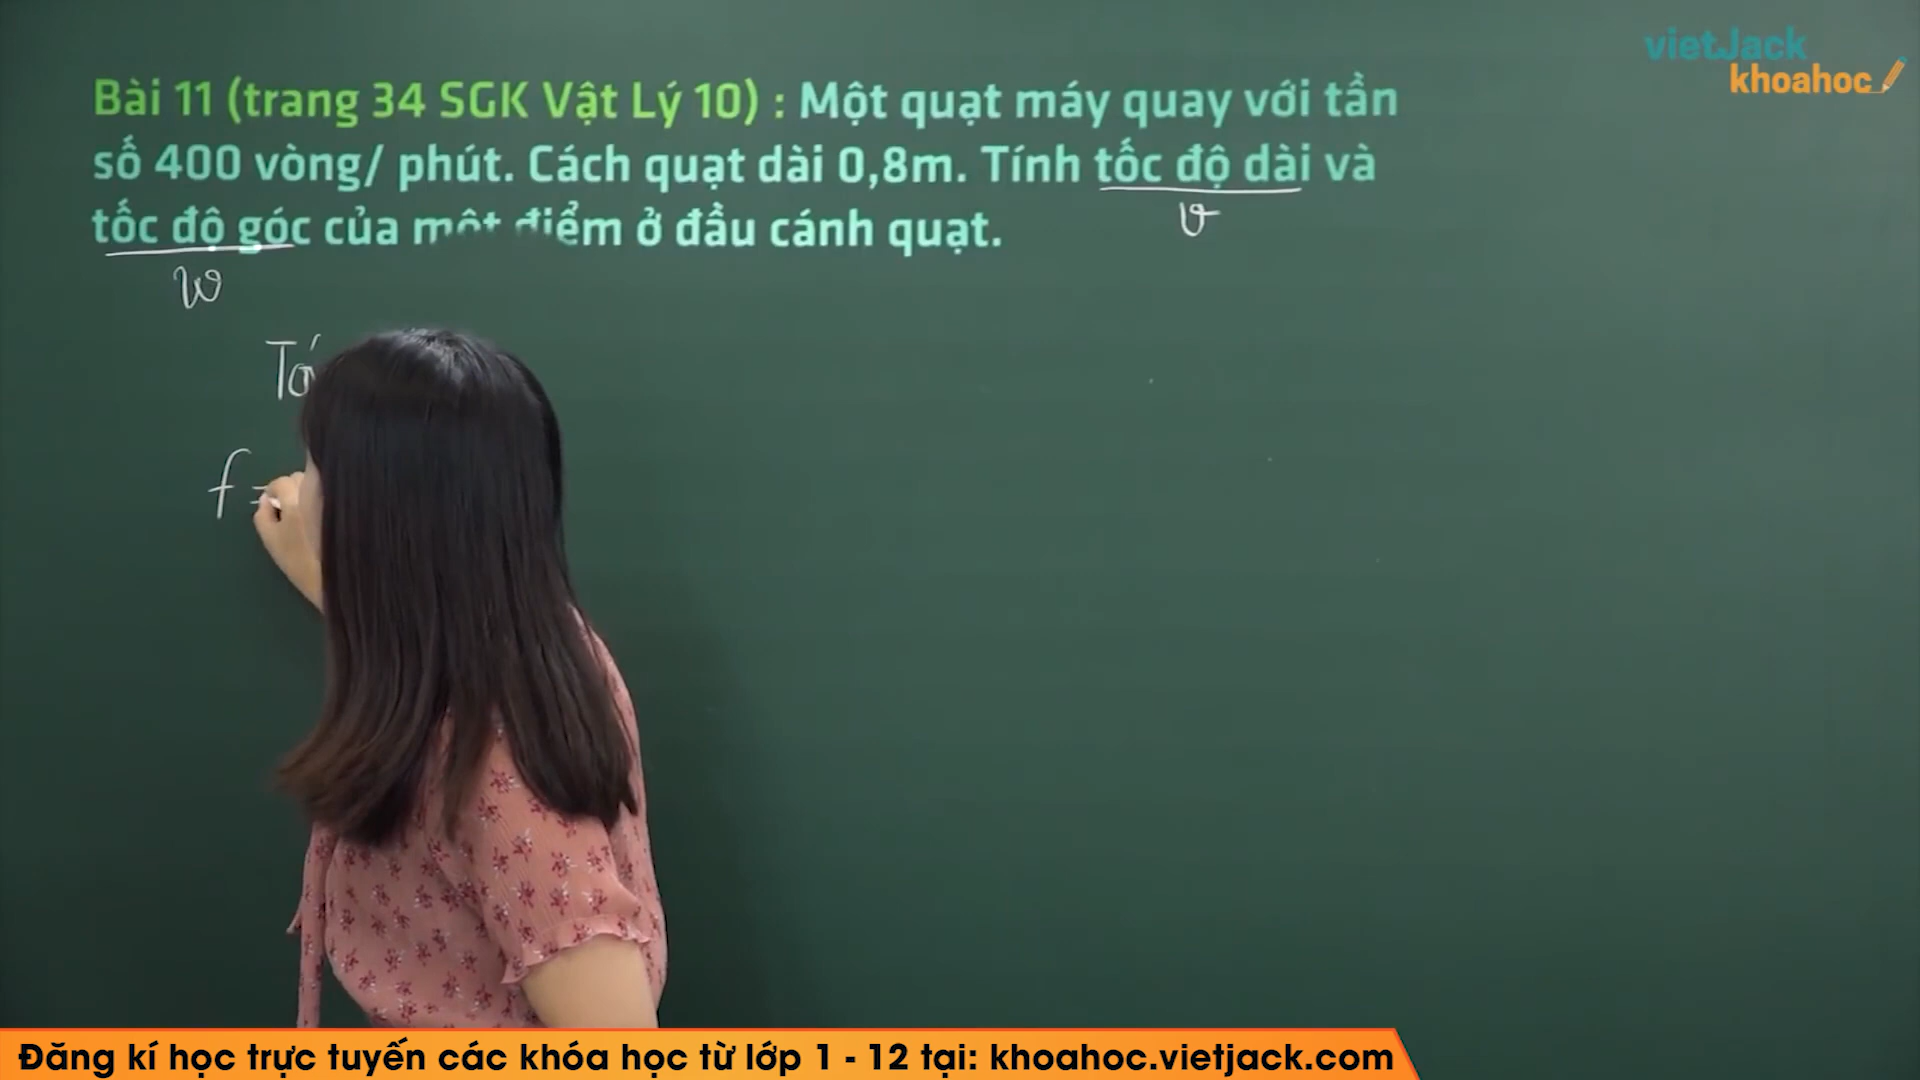 vietJack
khoahoc
Bài 11 (trang 34 SGK Vật Lý 10) : Một quạt máy quay với tần
số 400 vòng/ phút. Cách quạt dài 0,8m. Tính tốc độ dài và
tốc độ góc của một điểm ở đầu cánh quạt.
v
w
Tó
f =
Đăng kí học trực tuyến các khóa học từ lớp 1 - 12 tại: khoahoc.vietjack.com